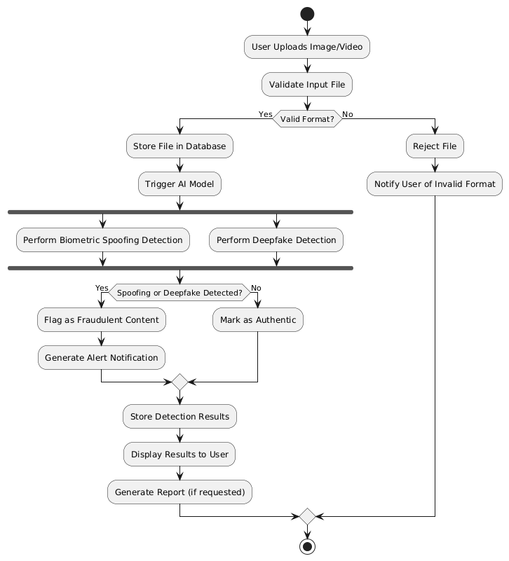 User Uploads Image/Video
Validate Input File
Valid Format?
Yes
No
Store File in Database
Reject File
Trigger AI Model
Notify User of Invalid Format
Perform Biometric Spoofing Detection
Perform Deepfake Detection
Spoofing or Deepfake Detected?
Yes
No
Flag as Fraudulent Content
Mark as Authentic
Generate Alert Notification
Store Detection Results
Display Results to User
Generate Report (if requested)